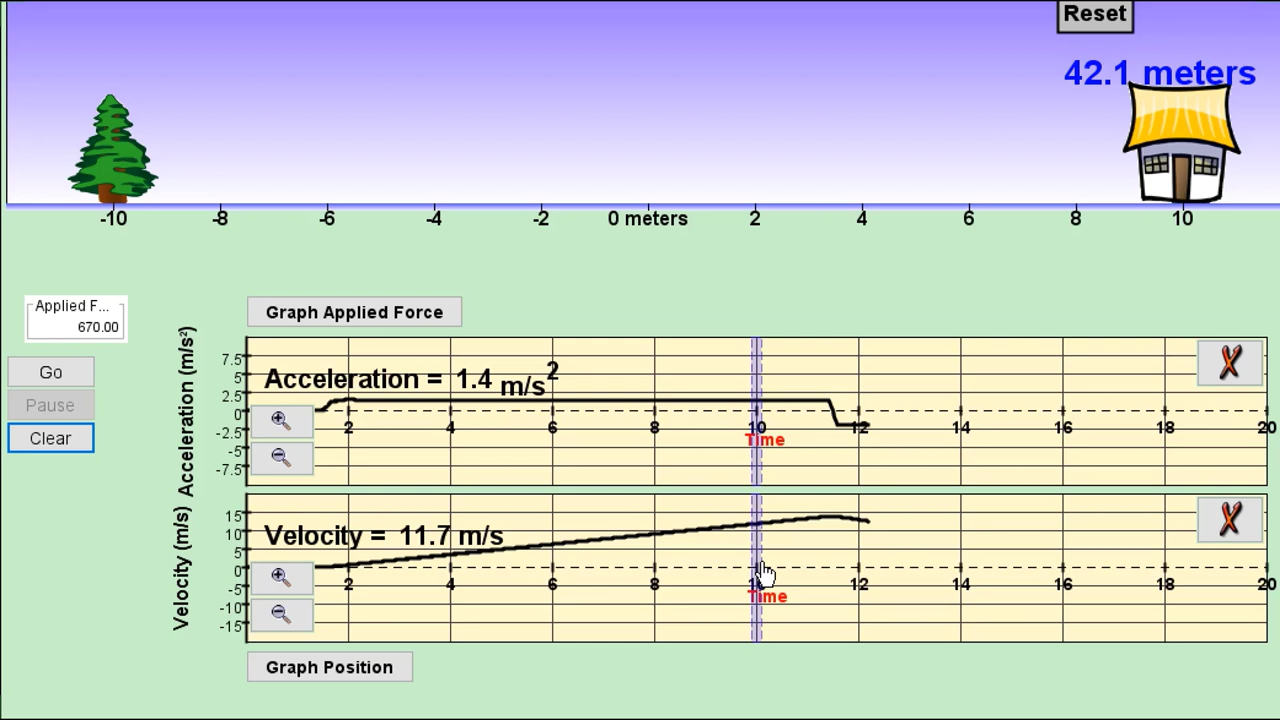 Reset
42.1 meters
-10 -8 -6 -4 -2 0 meters 2 4 6 8 10
Applied F...
670.00
Go
Pause
Clear
Graph Applied Force
Acceleration (m/s²)
7.5
5
2.5
0
-2.5
-5
-7.5
Acceleration = 1.4 m/s²
2 4 6 8 10 12 14 16 18 20
Time
X
Velocity (m/s)
15
10
5
0
-5
-10
-15
Velocity = 11.7 m/s
2 4 6 8 12 14 16 18 20
Time
X
Graph Position